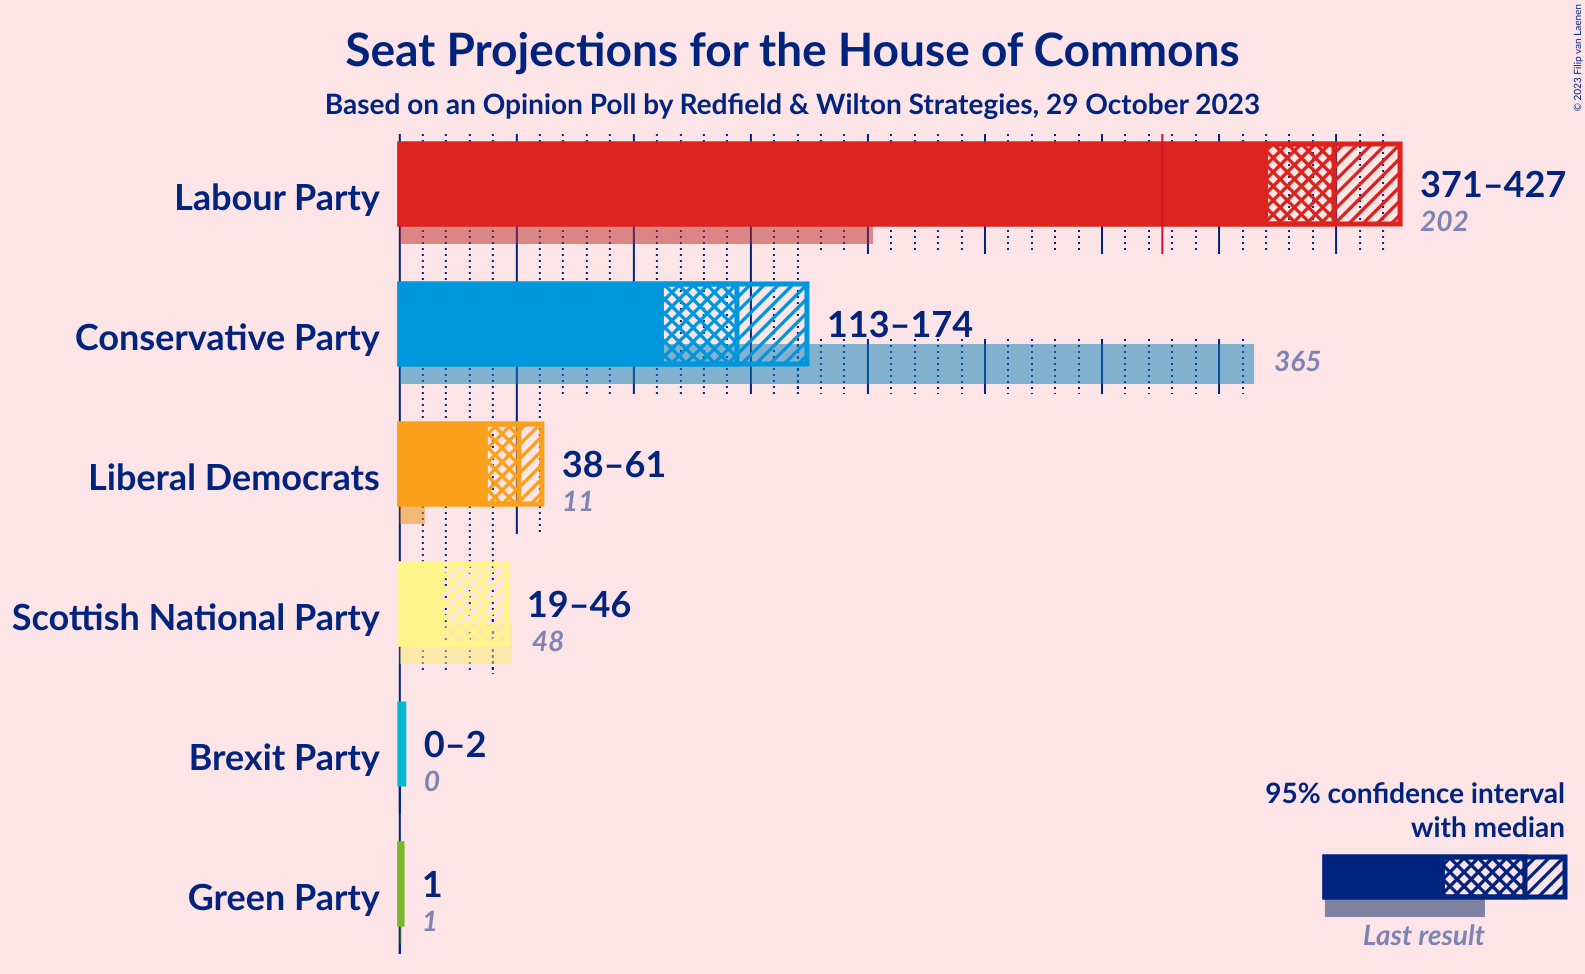 Seat Projections for the House of Commons
Based on an Opinion Poll by Redfield & Wilton Strategies, 29 October 2023
© 2023 Filip van Laenen
Labour Party
371–427
202
Conservative Party
113–174
365
Liberal Democrats
38–61
11
Scottish National Party
19–46
48
Brexit Party
0–2
0
Green Party
1
1
95% confidence interval
with median
Last result